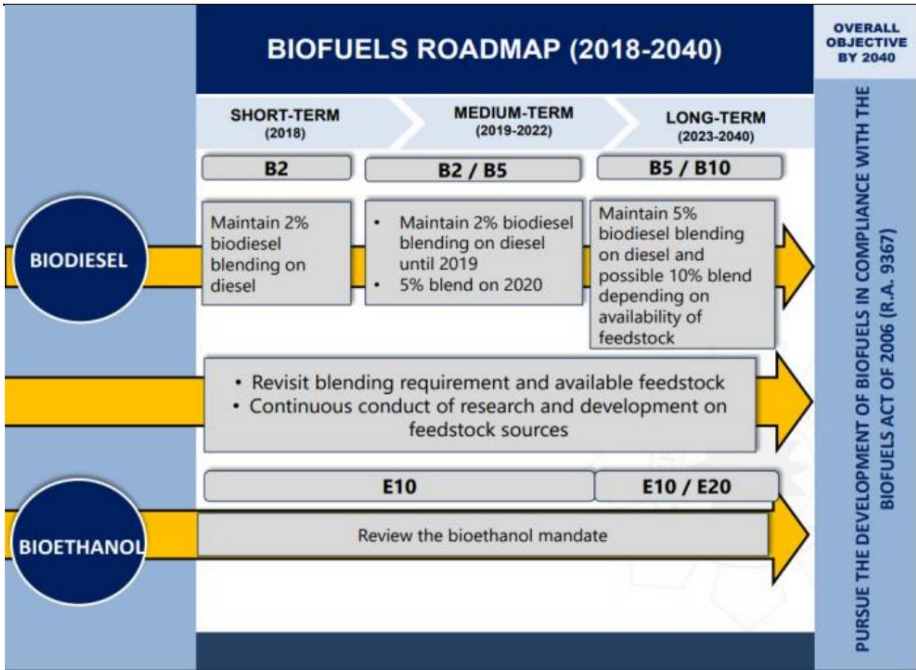 BIOFUELS ROADMAP (2018-2040)
OVERALL
OBJECTIVE
BY 2040
SHORT-TERM
(2018)
MEDIUM-TERM
(2019-2022)
LONG-TERM
(2023-2040)
B2
B2 / B5
B5 / B10
BIODIESEL
Maintain 2%
biodiesel
blending on
diesel
• Maintain 2% biodiesel
blending on diesel
until 2019
• 5% blend on 2020
Maintain 5%
biodiesel blending
on diesel and
possible 10% blend
depending on
availability of
feedstock
• Revisit blending requirement and available feedstock
• Continuous conduct of research and development on
feedstock sources
E10
E10 / E20
BIOETHANOL
Review the bioethanol mandate
PURSUE THE DEVELOPMENT OF BIOFUELS IN COMPLIANCE WITH THE
BIOFUELS ACT OF 2006 (R.A. 9367)